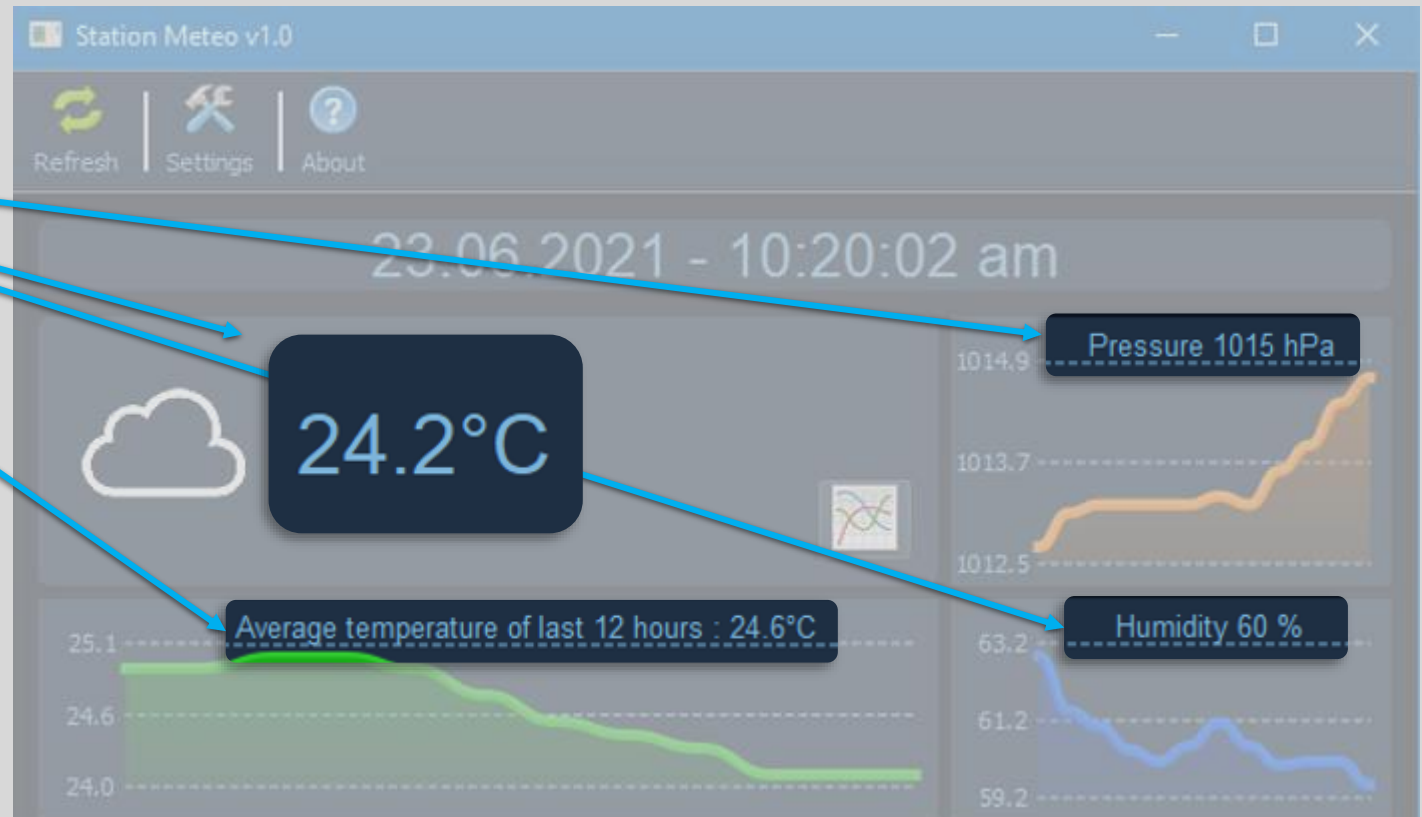 Station Meteo v1.0
Refresh
Settings
About
23.06.2021 - 10:20:02 am
24.2°C
Pressure 1015 hPa
1014.9
1013.7
1012.5
Average temperature of last 12 hours : 24.6°C
25.1
24.6
24.0
Humidity 60 %
63.2
61.2
59.2